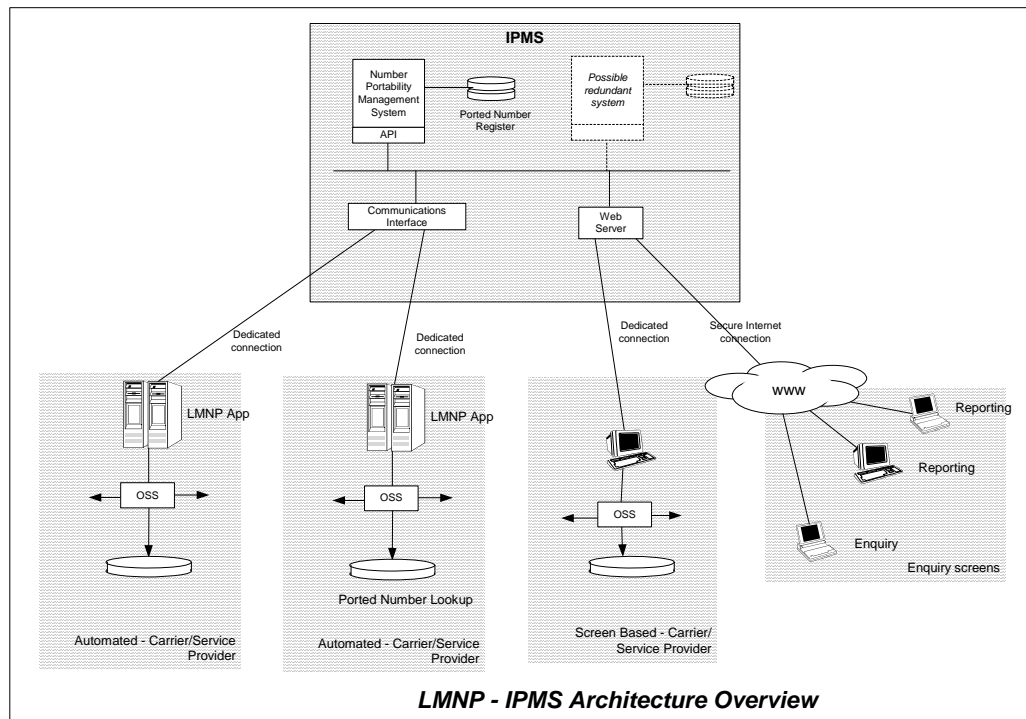 IPMS
Number
Portability
Management
System
API
Ported Number
Register
Possible
redundant
system
Communications
Interface
Web
Server
Dedicated
connection
Dedicated
connection
Dedicated
connection
Secure Internet
connection
LMNP App
OSS
Automated - Carrier/Service
Provider
LMNP App
OSS
Ported Number Lookup
Automated - Carrier/Service
Provider
OSS
Screen Based - Carrier/
Service Provider
WWW
Reporting
Reporting
Enquiry
Enquiry screens
LMNP - IPMS Architecture Overview